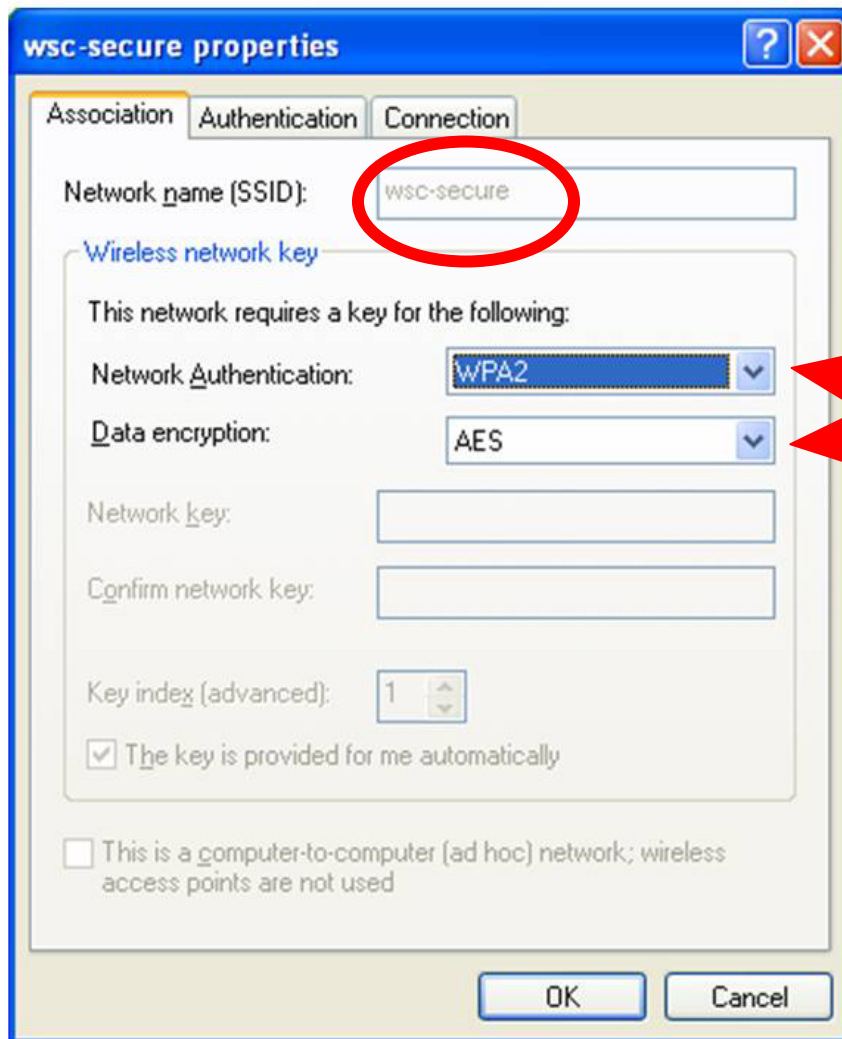 wsc-secure properties
Association Authentication Connection
Network name (SSID): wsc-secure
Wireless network key
This network requires a key for the following:
Network Authentication: WPA2
Data encryption: AES
Network key:
Confirm network key:
Key index (advanced): 1
The key is provided for me automatically
This is a computer-to-computer (ad hoc) network; wireless
access points are not used
OK Cancel